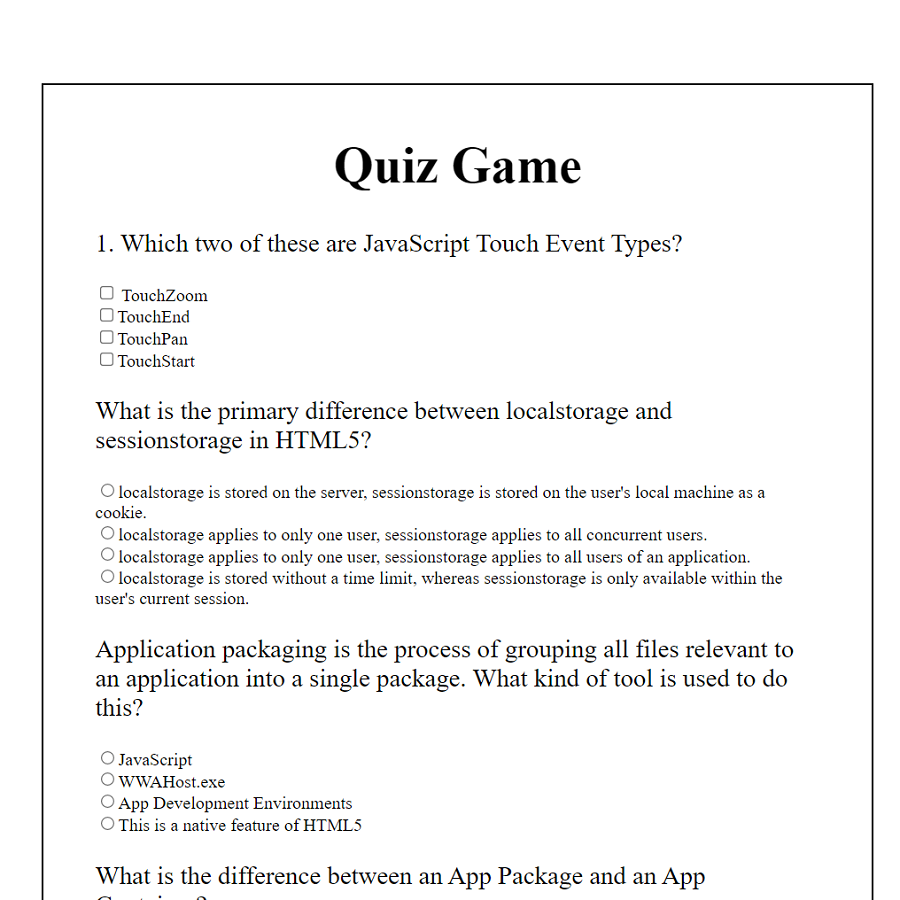 Quiz Game
1. Which two of these are JavaScript Touch Event Types?
TouchZoom
TouchEnd
TouchPan
TouchStart
What is the primary difference between localstorage and
sessionstorage in HTML5?
localstorage is stored on the server, sessionstorage is stored on the user's local machine as a
cookie.
localstorage applies to only one user, sessionstorage applies to all concurrent users.
localstorage applies to only one user, sessionstorage applies to all users of an application.
localstorage is stored without a time limit, whereas sessionstorage is only available within the
user's current session.
Application packaging is the process of grouping all files relevant to
an application into a single package. What kind of tool is used to do
this?
JavaScript
WWAHost.exe
App Development Environments
This is a native feature of HTML5
What is the difference between an App Package and an App